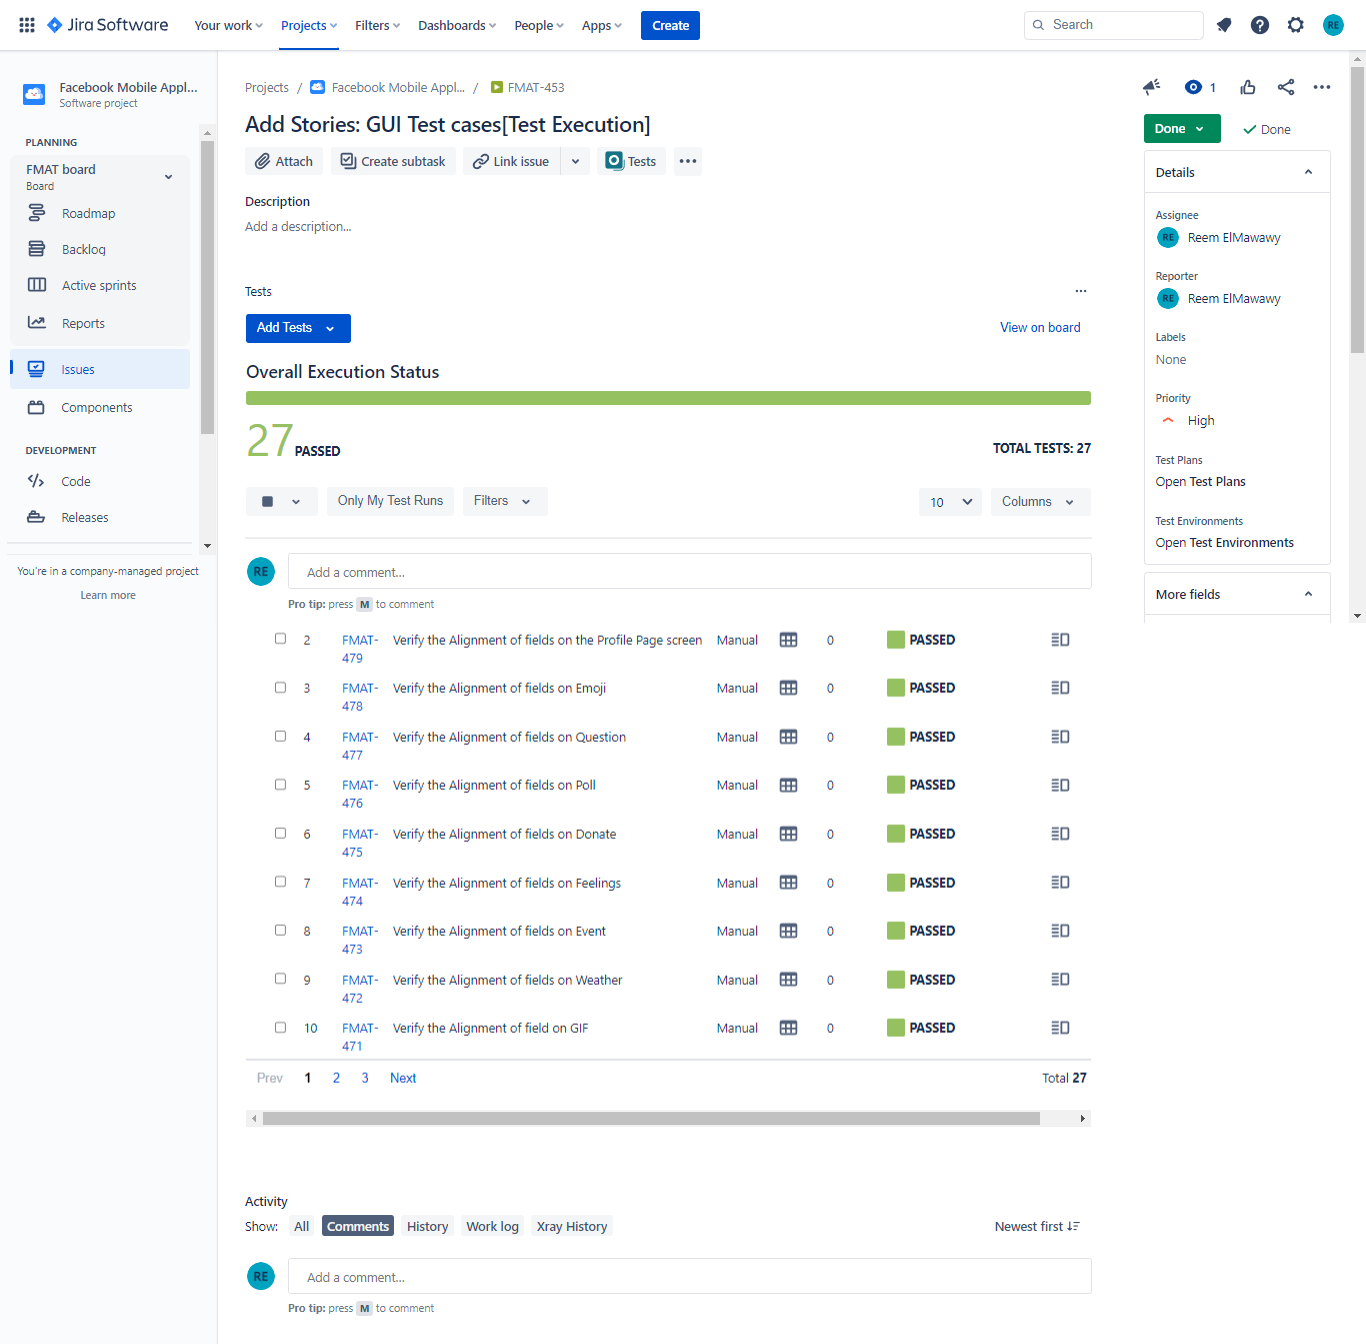 Jira Software
Your work
Projects
Filters
Dashboards
People
Apps
Create
Search
RE
Facebook Mobile Appl...
Software project
PLANNING
FMAT board
Board
Roadmap
Backlog
Active sprints
Reports
Issues
Components
DEVELOPMENT
Code
Releases
You're in a company-managed project
Learn more
Projects / Facebook Mobile Appl... / FMAT-453
1
Add Stories: GUI Test cases[Test Execution]
Attach
Create subtask
Link issue
Tests
Description
Add a description...
Tests
Add Tests
View on board
Overall Execution Status
27 PASSED
TOTAL TESTS: 27
Only My Test Runs
Filters
10
Columns
RE
Add a comment...
Pro tip: press M to comment
2 FMAT-479 Verify the Alignment of fields on the Profile Page screen Manual 0 PASSED
3 FMAT-478 Verify the Alignment of fields on Emoji Manual 0 PASSED
4 FMAT-477 Verify the Alignment of fields on Question Manual 0 PASSED
5 FMAT-476 Verify the Alignment of fields on Poll Manual 0 PASSED
6 FMAT-475 Verify the Alignment of fields on Donate Manual 0 PASSED
7 FMAT-474 Verify the Alignment of fields on Feelings Manual 0 PASSED
8 FMAT-473 Verify the Alignment of fields on Event Manual 0 PASSED
9 FMAT-472 Verify the Alignment of fields on Weather Manual 0 PASSED
10 FMAT-471 Verify the Alignment of field on GIF Manual 0 PASSED
Prev 1 2 3 Next
Total 27
Activity
Show: All Comments History Work log Xray History
Newest first
RE
Add a comment...
Pro tip: press M to comment
Done
Done
Details
Assignee
RE Reem ElMawawy
Reporter
RE Reem ElMawawy
Labels
None
Priority
High
Test Plans
Open Test Plans
Test Environments
Open Test Environments
More fields